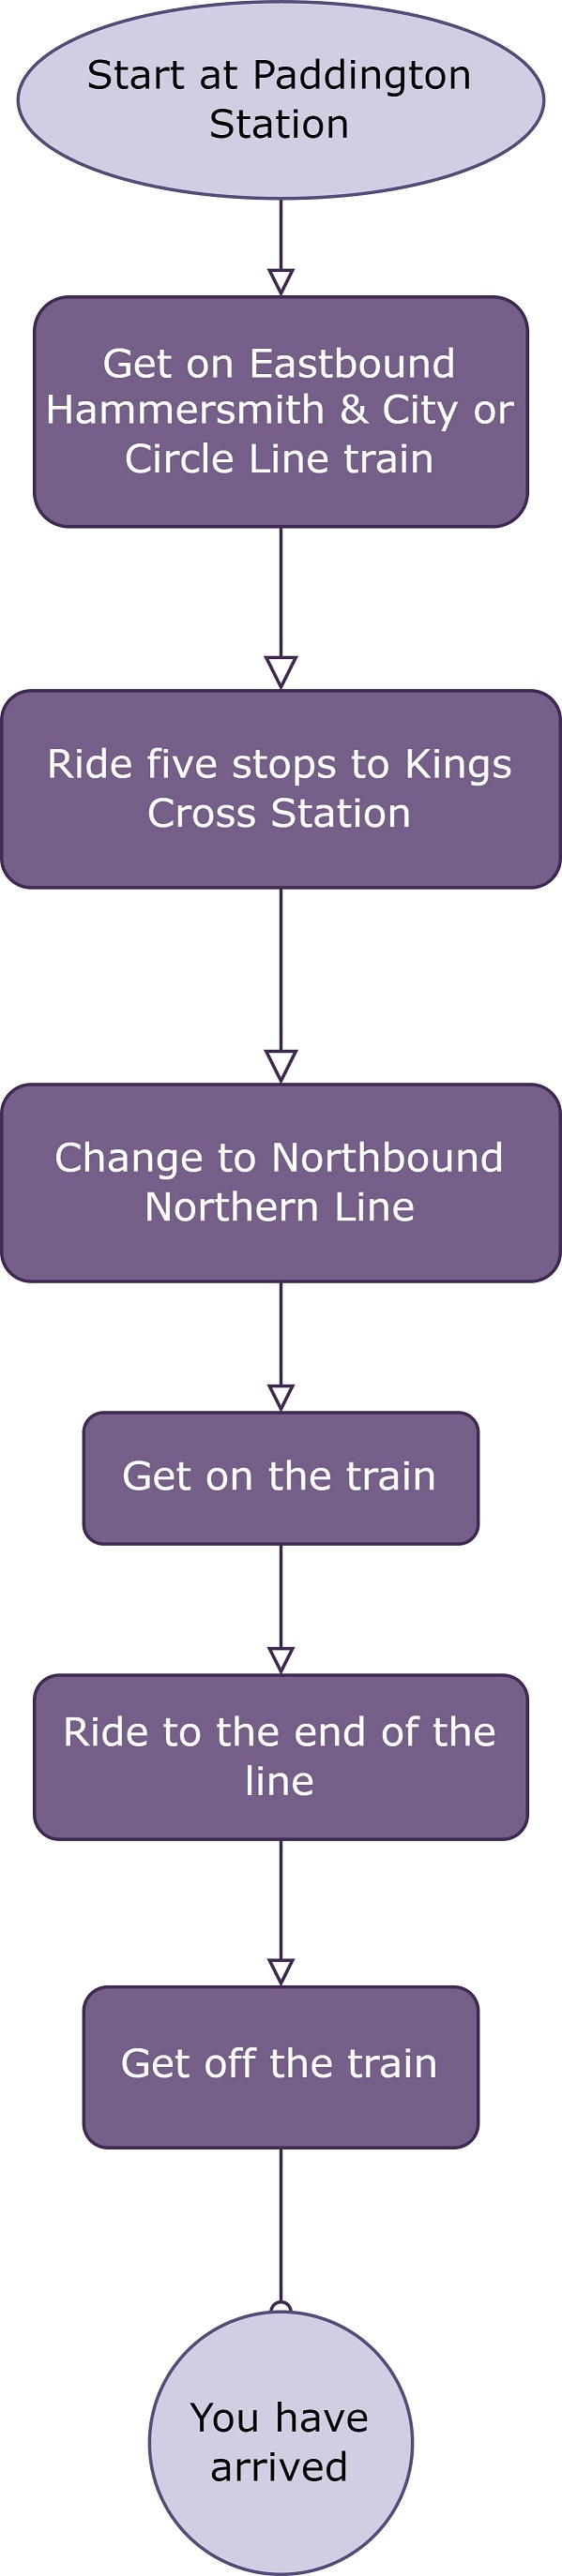 Start at Paddington
Station
Get on Eastbound
Hammersmith & City or
Circle Line train
Ride five stops to Kings
Cross Station
Change to Northbound
Northern Line
Get on the train
Ride to the end of the
line
Get off the train
You have
arrived